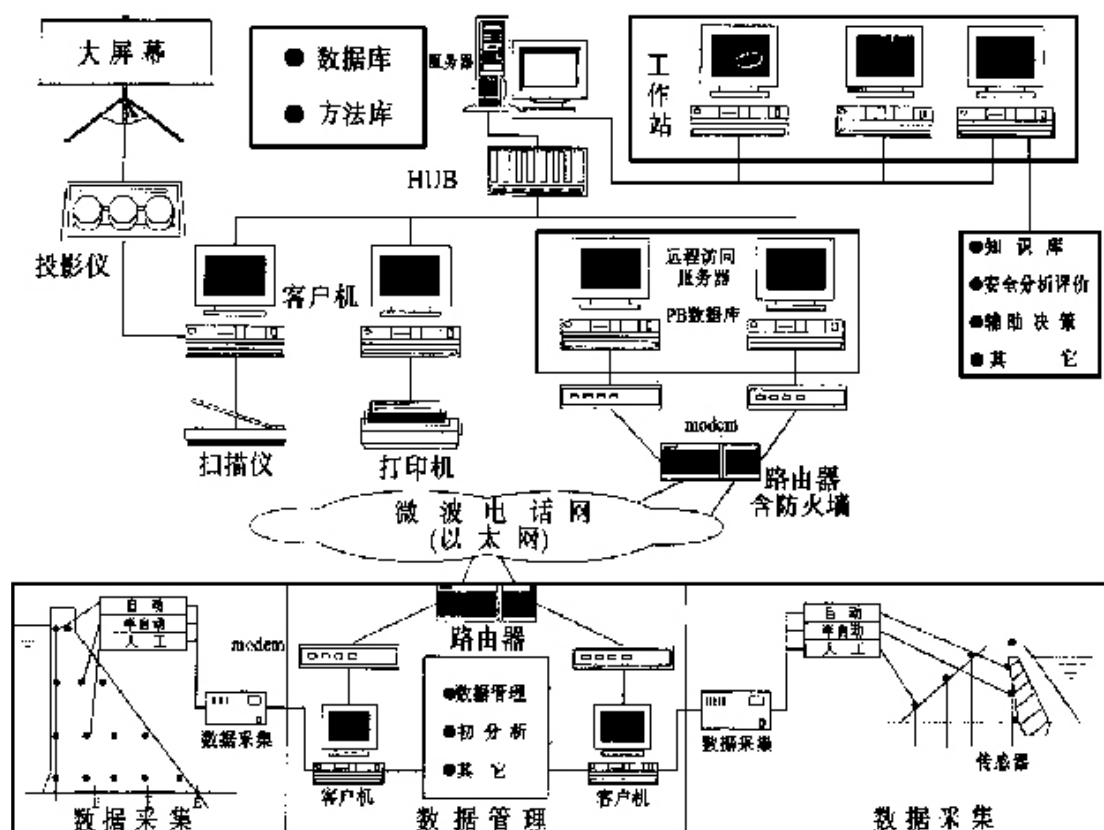 大屏幕
●数据库
●方法库
服务器
工作站
HUB
投影仪
客户机
远程访问
服务器
PB数据库
●知识库
●安全分析评价
●辅助决策
●其它
扫描仪
打印机
modem
路由器
含防火墙
微波电话网
(以太网)
自动
半自动
人工
modem
路由器
自动
半自动
人工
数据采集
●数据管理
●初分析
●其它
数据采集
传感器
客户机
客户机
数据采集
数据管理
数据采集